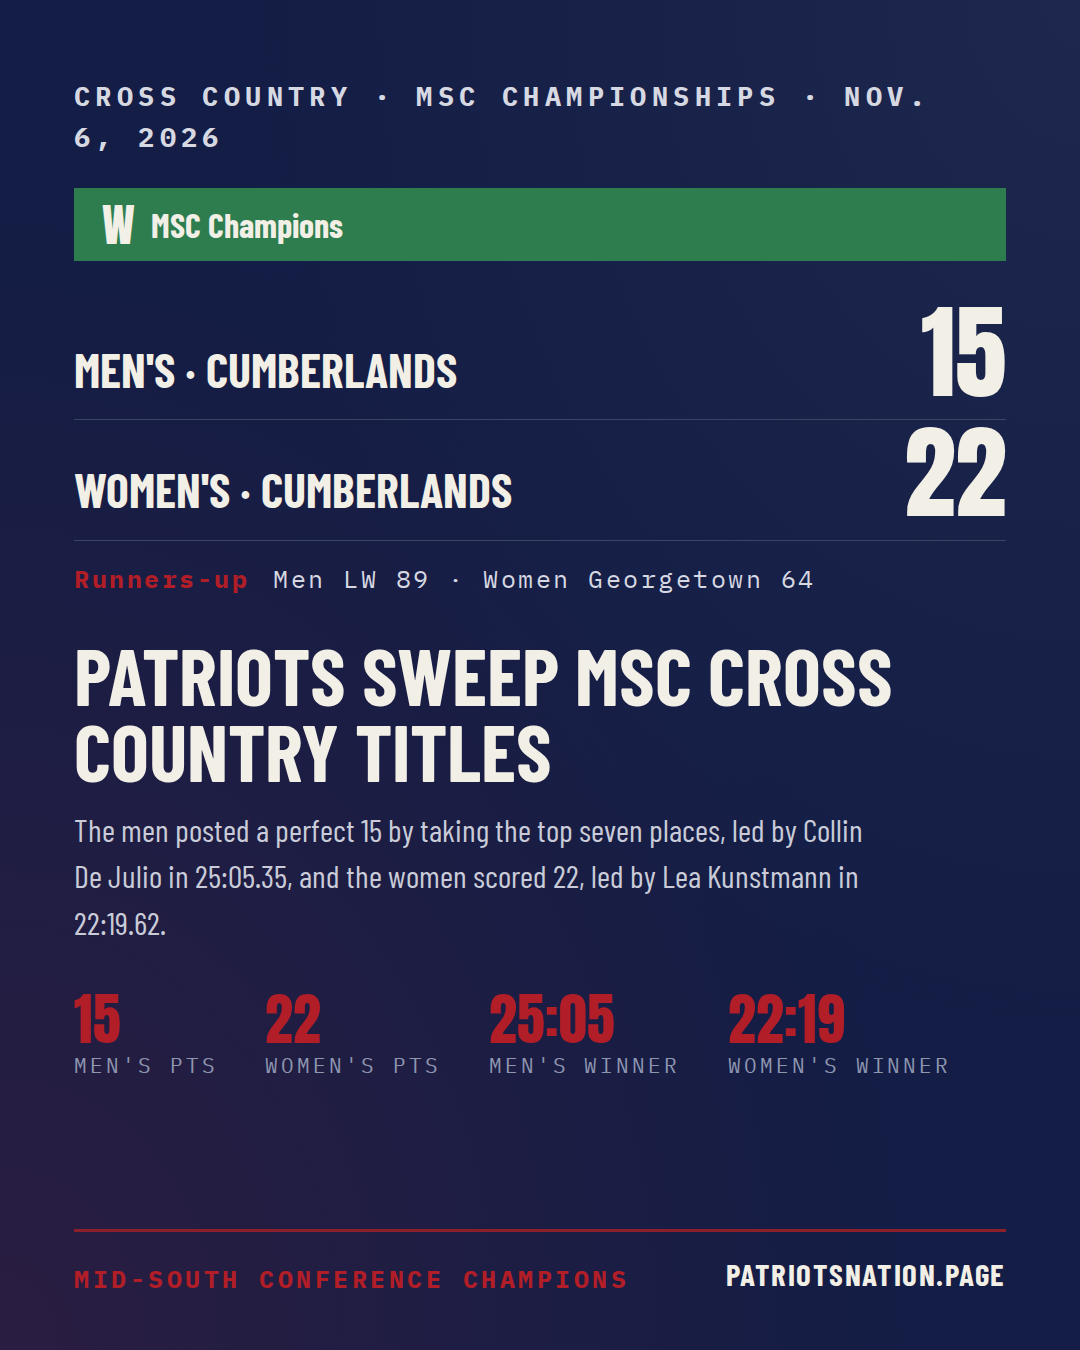 CROSS COUNTRY · MSC CHAMPIONSHIPS · NOV.
6, 2026
W MSC Champions
MEN'S · CUMBERLANDS 15
WOMEN'S · CUMBERLANDS 22
Runners-up Men LW 89 · Women Georgetown 64
PATRIOTS SWEEP MSC CROSS
COUNTRY TITLES
The men posted a perfect 15 by taking the top seven places, led by Collin
De Julio in 25:05.35, and the women scored 22, led by Lea Kunstmann in
22:19.62.
15 22 25:05 22:19
MEN'S PTS WOMEN'S PTS MEN'S WINNER WOMEN'S WINNER
MID-SOUTH CONFERENCE CHAMPIONS PATRIOTSNATION.PAGE